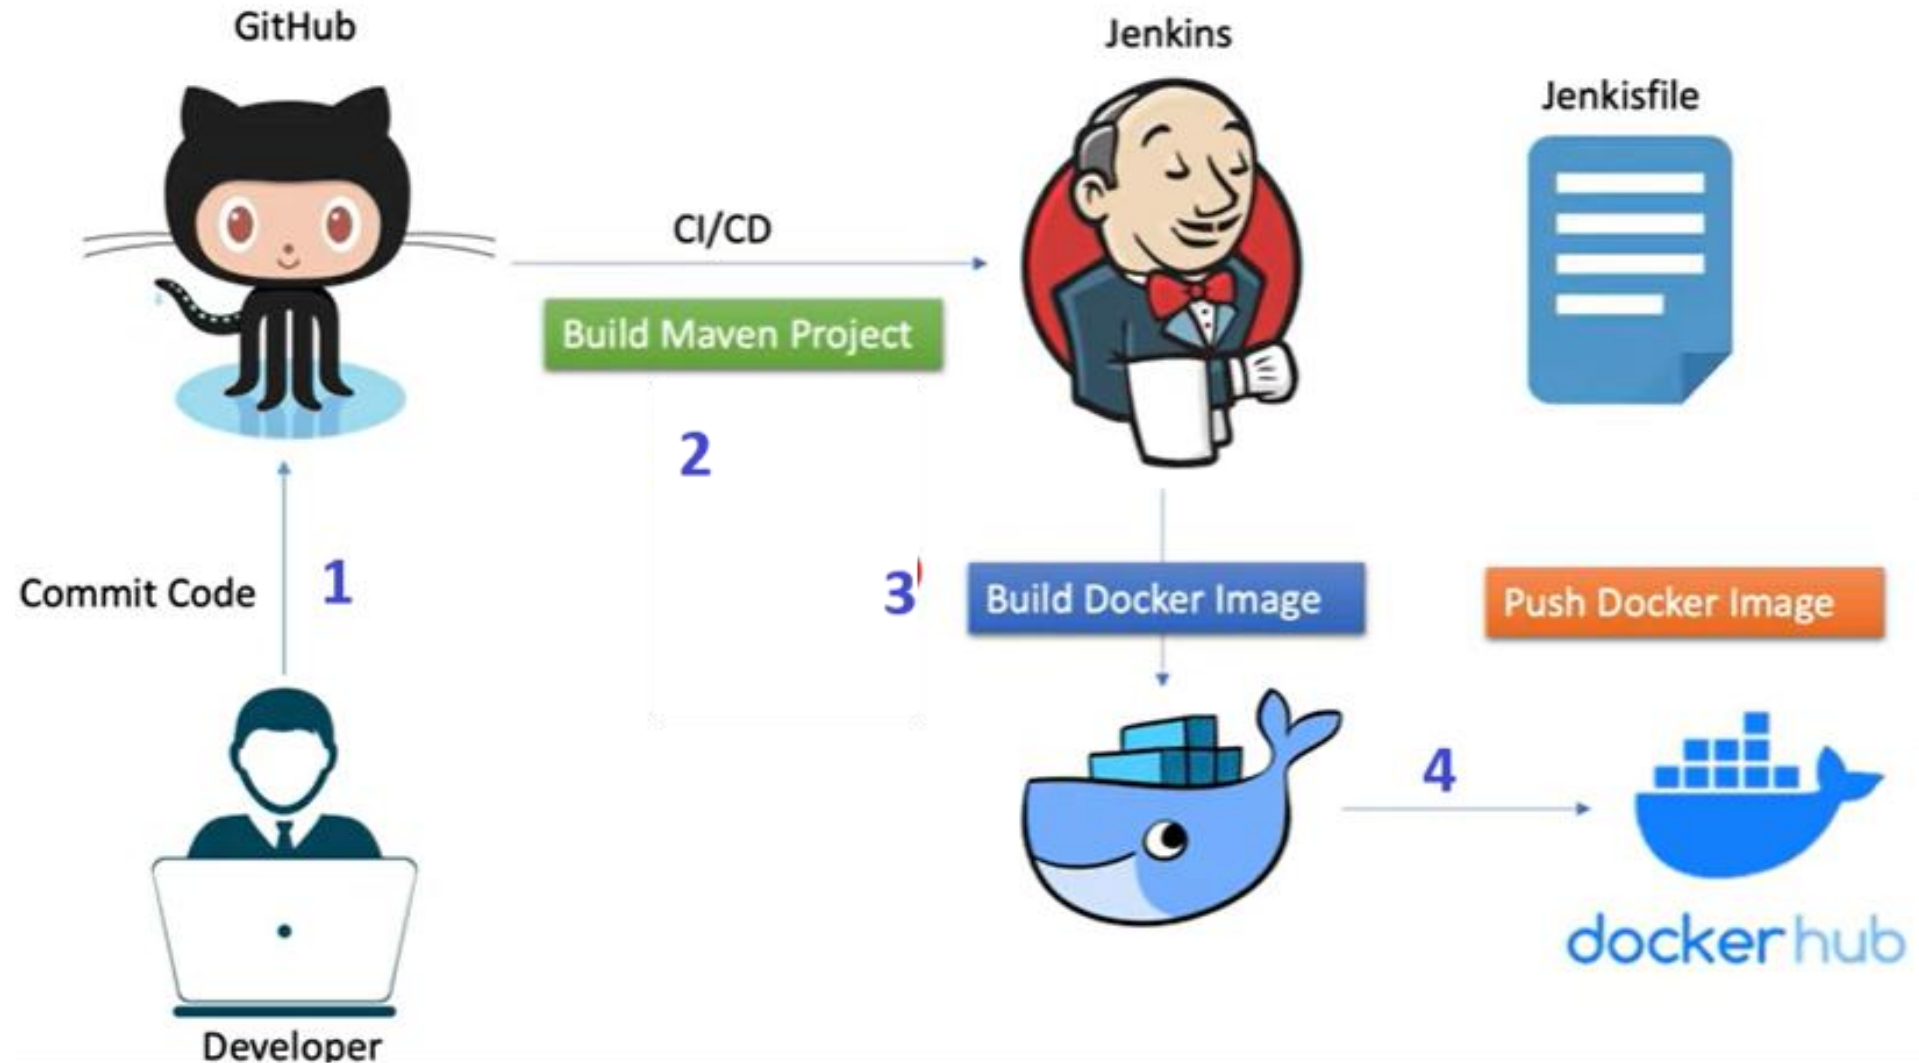 GitHub
Jenkins
Jenkisfile
CI/CD
Build Maven Project
2
Commit Code
1
3
Build Docker Image
Push Docker Image
4
dockerhub
Developer